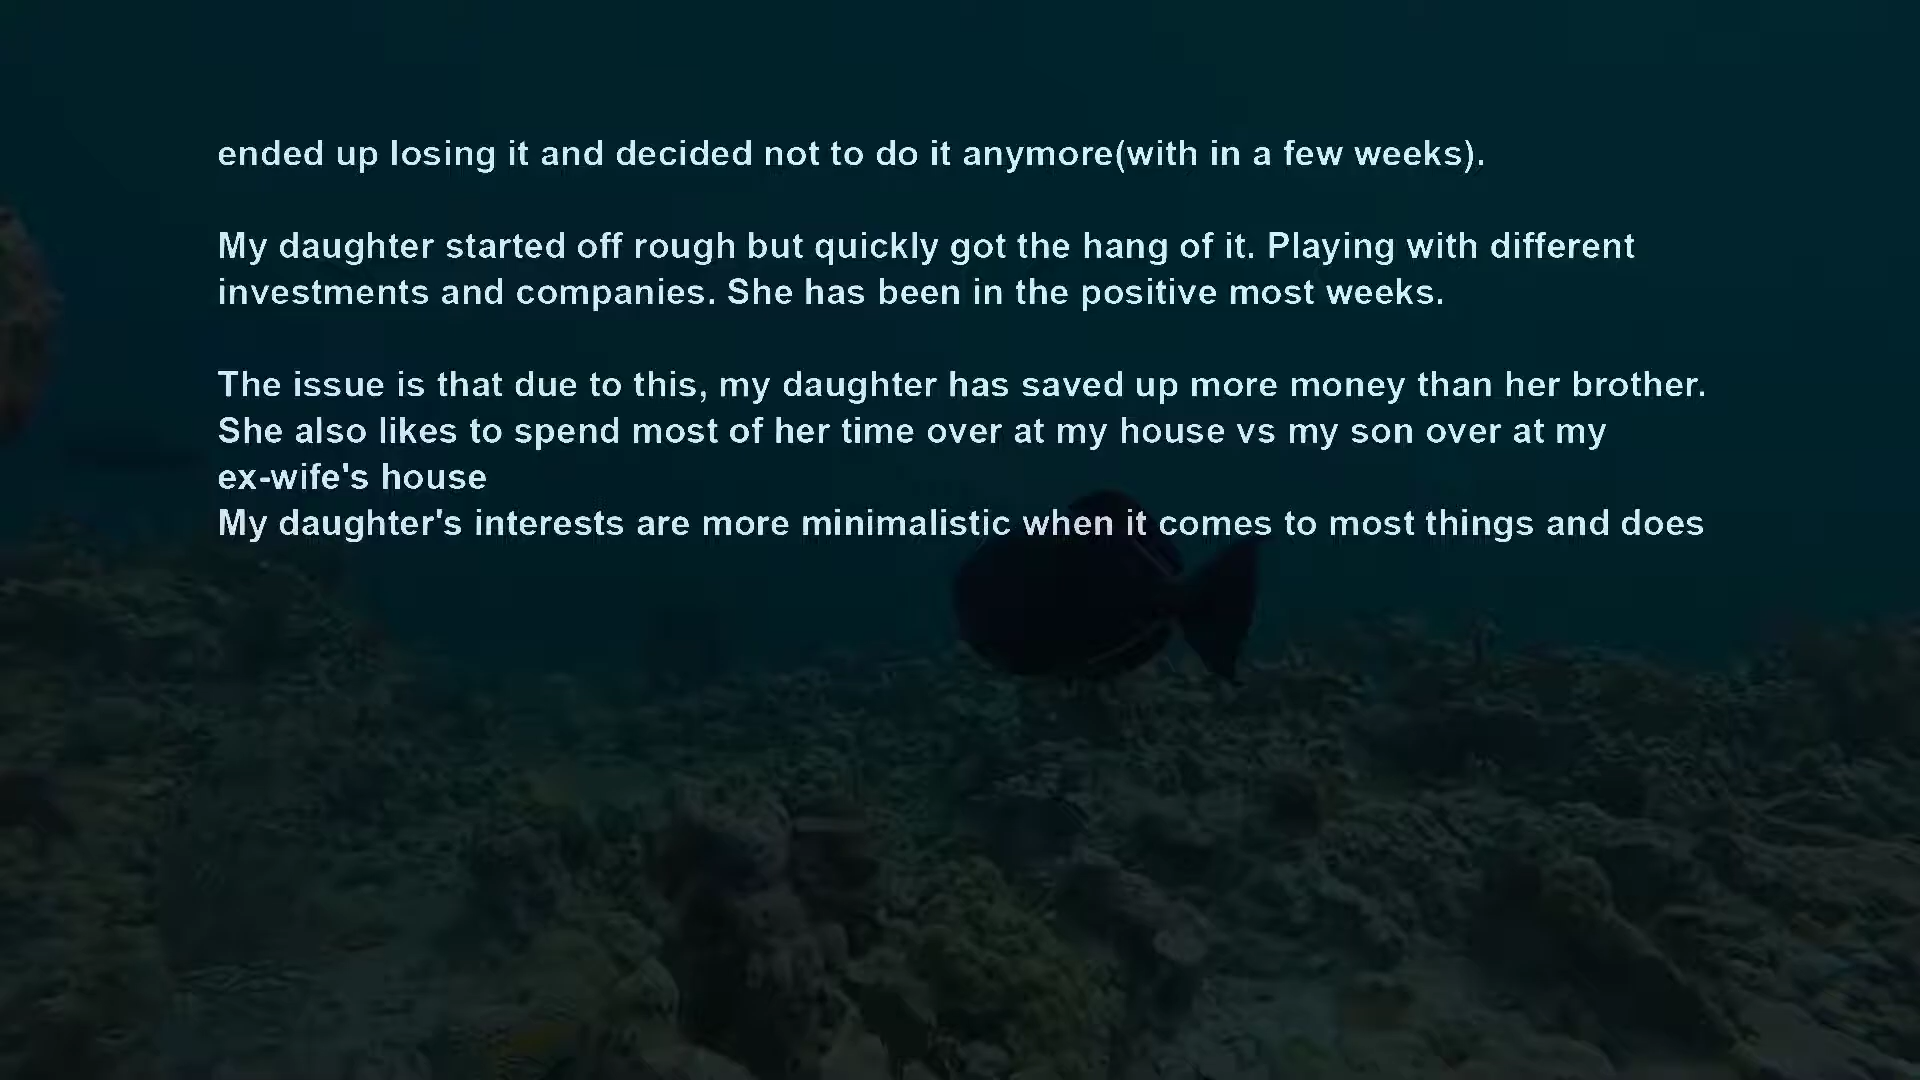 ended up losing it and decided not to do it anymore(with in a few weeks).
My daughter started off rough but quickly got the hang of it. Playing with different
investments and companies. She has been in the positive most weeks.
The issue is that due to this, my daughter has saved up more money than her brother.
She also likes to spend most of her time over at my house vs my son over at my
ex-wife's house
My daughter's interests are more minimalistic when it comes to most things and does